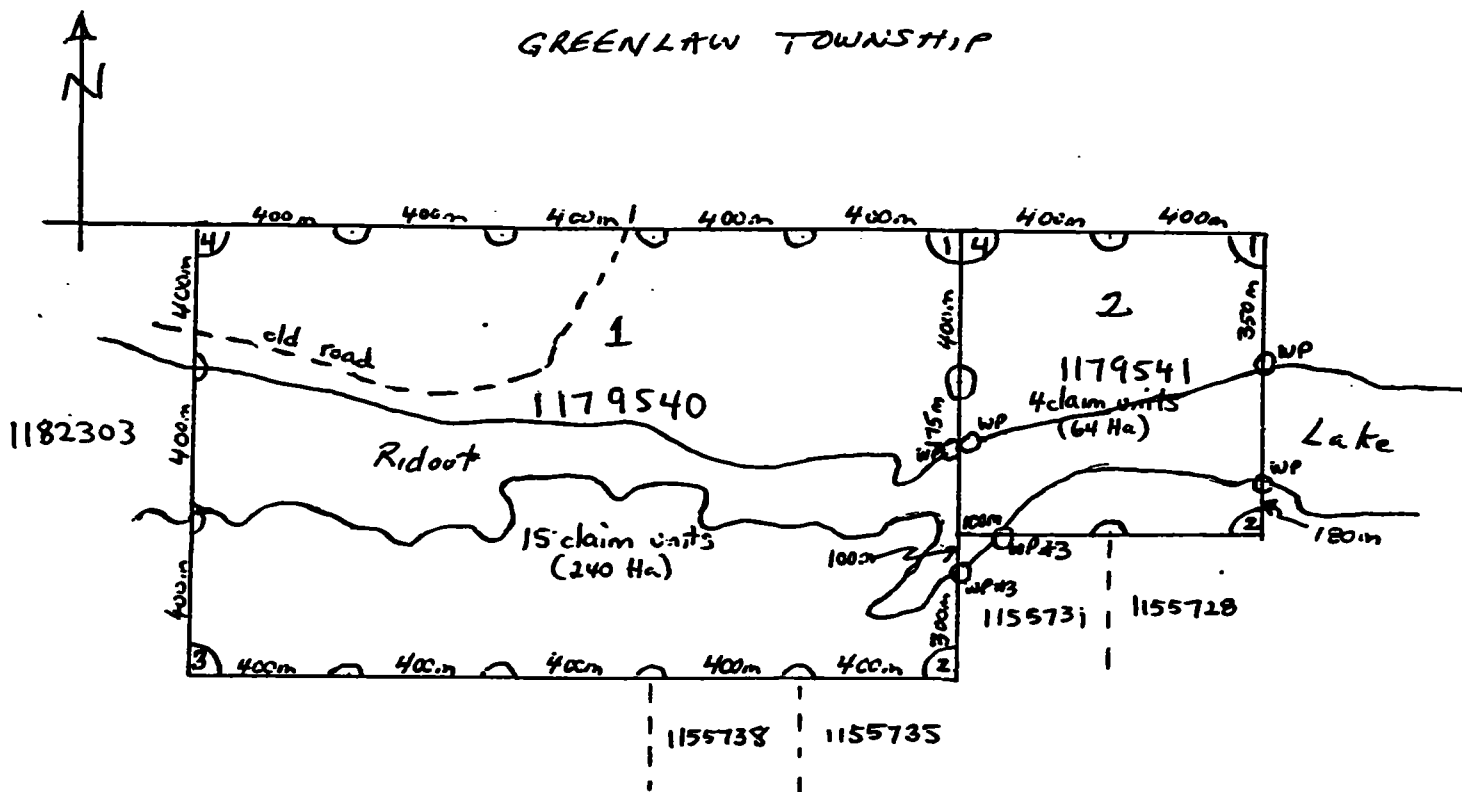 GREENLAW TOWNSHIP
N
400m 400m 400m 400m 400m 400m 400m
4 1 4 1
400m 400m 350m
1 2
old road
WP
1179540 1179541
4 claim units
(64 Ha)
1182303
400m
175m
WP WP
Ridout Lake
WP
15 claim units
(240 Ha)
100m
2
180m
WP#3
100m
WP#3
400m
300m
1155731 1155728
3 400m 400m 400m 400m 400m 2
1155738 1155735